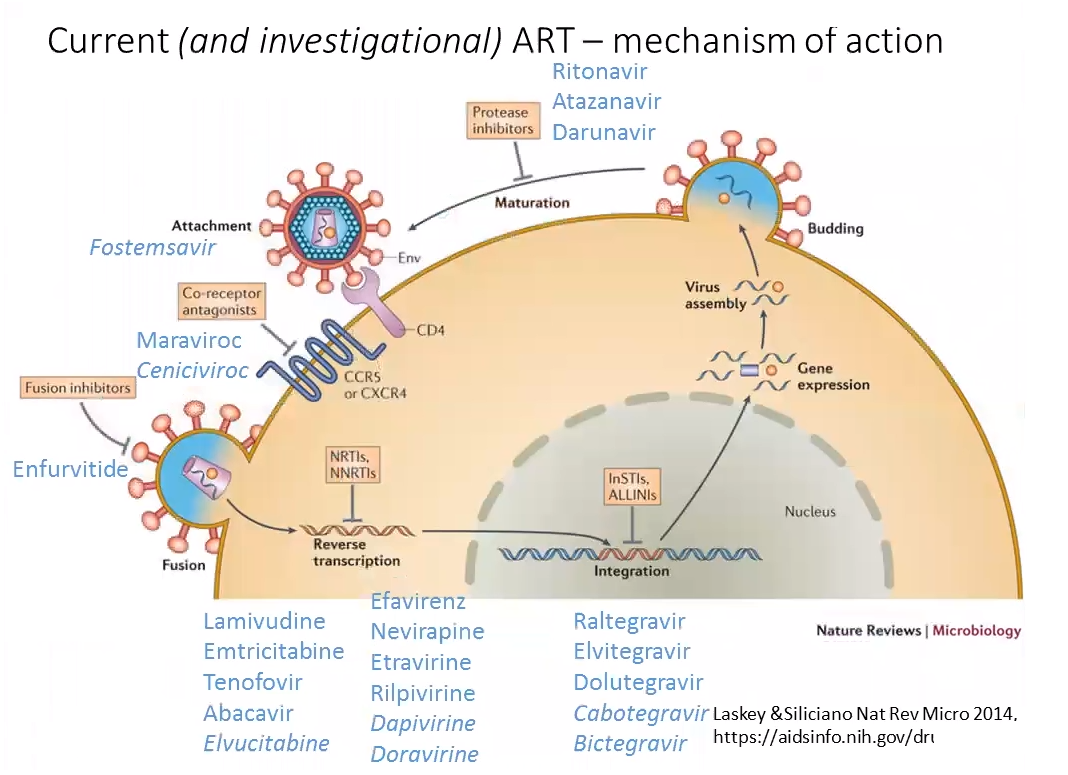 Current (and investigational) ART – mechanism of action
Ritonavir
Atazanavir
Darunavir
Protease
inhibitors
Maturation
Attachment
Fostemsavir
Env
Budding
Co-receptor
antagonists
Maraviroc
Ceniciviroc
CD4
CCR5
or CXCR4
Virus
assembly
Gene
expression
Fusion inhibitors
Enfurvitide
Fusion
NRTIs,
NNRTIs
Reverse
transcription
InSTIs,
ALLINIs
Nucleus
Integration
Lamivudine
Emtricitabine
Tenofovir
Abacavir
Elvucitabine
Efavirenz
Nevirapine
Etravirine
Rilpivirine
Dapivirine
Doravirine
Raltegravir
Elvitegravir
Dolutegravir
Cabotegravir
Bictegravir
Nature Reviews | Microbiology
Laskey &Siliciano Nat Rev Micro 2014,
https://aidsinfo.nih.gov/dru